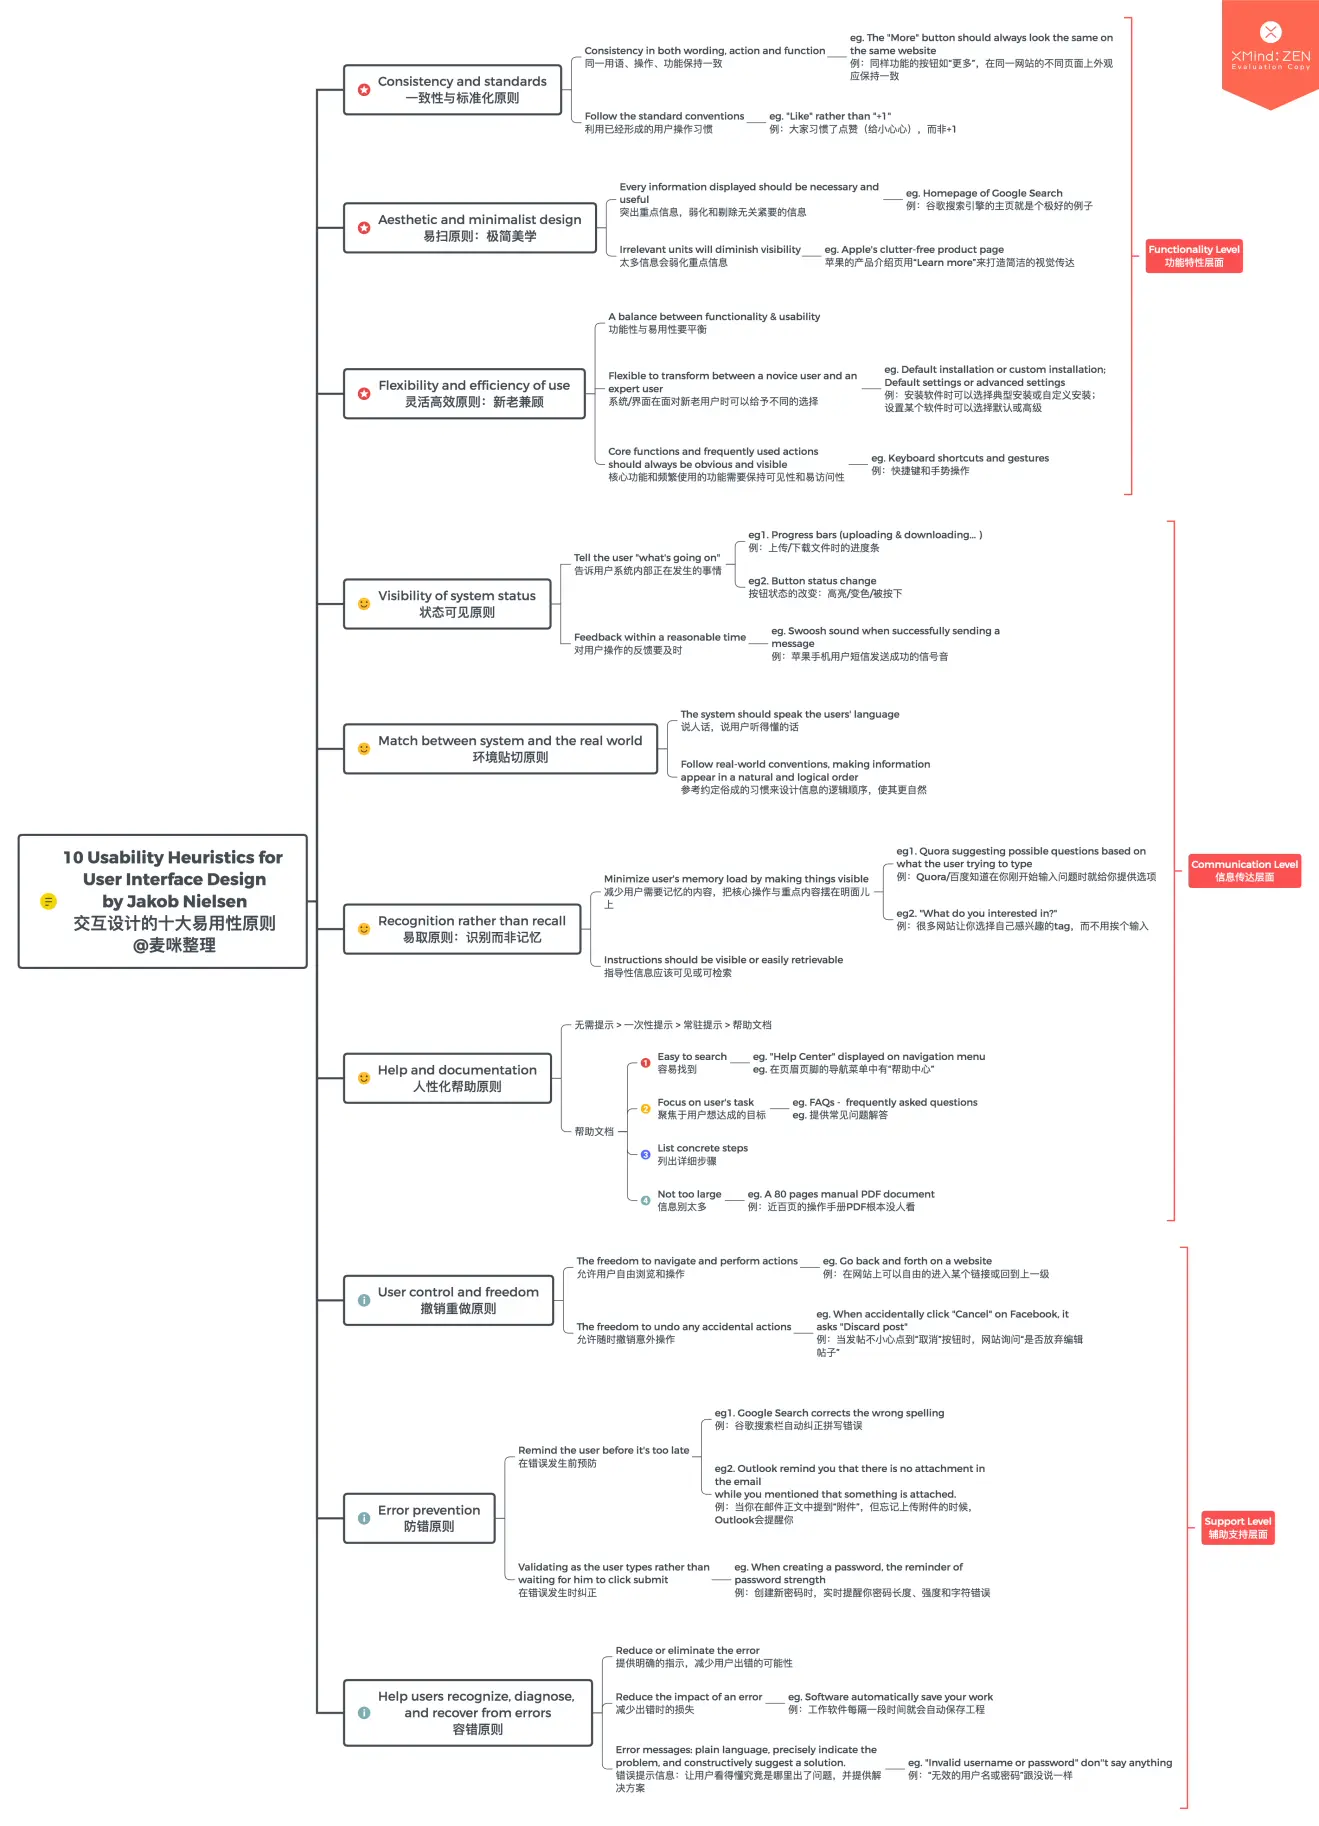 XMind: ZEN
Evaluation Copy
10 Usability Heuristics for
User Interface Design
by Jakob Nielsen
交互设计的十大易用性原则
@麦咪整理
Consistency and standards
一致性与标准化原则
Consistency in both wording, action and function
同一用语、操作、功能保持一致
eg. The "More" button should always look the same on
the same website
例：同样功能的按钮如“更多”，在同一网站的不同页面上外观
应保持一致
Follow the standard conventions
利用已经形成的用户操作习惯
eg. "Like" rather than "+1"
例：大家习惯了点赞（给小心心），而非+1
Aesthetic and minimalist design
易扫原则：极简美学
Every information displayed should be necessary and
useful
突出重点信息，弱化和剔除无关紧要的信息
eg. Homepage of Google Search
例：谷歌搜索引擎的主页就是个极好的例子
Irrelevant units will diminish visibility
太多信息会弱化重点信息
eg. Apple's clutter-free product page
苹果的产品介绍页用“Learn more”来打造简洁的视觉传达
Flexibility and efficiency of use
灵活高效原则：新老兼顾
A balance between functionality & usability
功能性与易用性要平衡
Flexible to transform between a novice user and an
expert user
系统/界面在面对新老用户时可以给予不同的选择
eg. Default installation or custom installation;
Default settings or advanced settings
例：安装软件时可以选择典型安装或自定义安装；
设置某个软件时可以选择默认或高级
Core functions and frequently used actions
should always be obvious and visible
核心功能和频繁使用的功能需要保持可见性和易访问性
eg. Keyboard shortcuts and gestures
例：快捷键和手势操作
Functionality Level
功能特性层面
Visibility of system status
状态可见原则
Tell the user "what's going on"
告诉用户系统内部正在发生的事情
eg1. Progress bars (uploading & downloading... )
例：上传/下载文件时的进度条
eg2. Button status change
按钮状态的改变：高亮/变色/被按下
Feedback within a reasonable time
对用户操作的反馈要及时
eg. Swoosh sound when successfully sending a
message
例：苹果手机用户短信发送成功的信号音
Match between system and the real world
环境贴切原则
The system should speak the users' language
说人话，说用户听得懂的话
Follow real-world conventions, making information
appear in a natural and logical order
参考约定俗成的习惯来设计信息的逻辑顺序，使其更自然
Recognition rather than recall
易取原则：识别而非记忆
Minimize user's memory load by making things visible
减少用户需要记忆的内容，把核心操作与重点内容摆在明面儿
上
eg1. Quora suggesting possible questions based on
what the user trying to type
例：Quora/百度知道在你刚开始输入问题时就给你提供选项
eg2. "What do you interested in?"
例：很多网站让你选择自己感兴趣的tag，而不用挨个输入
Instructions should be visible or easily retrievable
指导性信息应该可见或可检索
Help and documentation
人性化帮助原则
无需提示 > 一次性提示 > 常驻提示 > 帮助文档
帮助文档
1
Easy to search
容易找到
eg. "Help Center" displayed on navigation menu
eg. 在页眉页脚的导航菜单中有“帮助中心”
2
Focus on user's task
聚焦于用户想达成的目标
eg. FAQs - frequently asked questions
eg. 提供常见问题解答
3
List concrete steps
列出详细步骤
4
Not too large
信息别太多
eg. A 80 pages manual PDF document
例：近百页的操作手册PDF根本没人看
Communication Level
信息传达层面
User control and freedom
撤销重做原则
The freedom to navigate and perform actions
允许用户自由浏览和操作
eg. Go back and forth on a website
例：在网站上可以自由的进入某个链接或回到上一级
The freedom to undo any accidental actions
允许随时撤销意外操作
eg. When accidentally click "Cancel" on Facebook, it
asks "Discard post"
例：当发帖不小心点到“取消”按钮时，网站询问“是否放弃编辑
帖子”
Error prevention
防错原则
Remind the user before it's too late
在错误发生前预防
eg1. Google Search corrects the wrong spelling
例：谷歌搜索栏自动纠正拼写错误
eg2. Outlook remind you that there is no attachment in
the email
while you mentioned that something is attached.
例：当你在邮件正文中提到“附件”，但忘记上传附件的时候，
Outlook会提醒你
Validating as the user types rather than
waiting for him to click submit
在错误发生时纠正
eg. When creating a password, the reminder of
password strength
例：创建新密码时，实时提醒你密码长度、强度和字符错误
Help users recognize, diagnose,
and recover from errors
容错原则
Reduce or eliminate the error
提供明确的指示，减少用户出错的可能性
Reduce the impact of an error
减少出错时的损失
eg. Software automatically save your work
例：工作软件每隔一段时间就会自动保存工程
Error messages: plain language, precisely indicate the
problem, and constructively suggest a solution.
错误提示信息：让用户看得懂究竟是哪里出了问题，并提供解
决方案
eg. "Invalid username or password" don''t say anything
例：“无效的用户名或密码”跟没说一样
Support Level
辅助支持层面